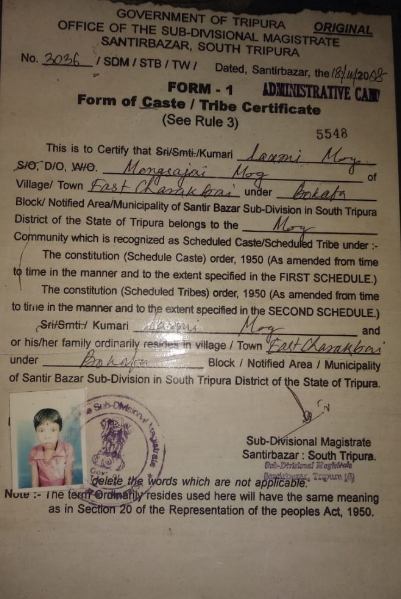 GOVERNMENT OF TRIPURA ORIGINAL
OFFICE OF THE SUB-DIVISIONAL MAGISTRATE
SANTIRBAZAR, SOUTH TRIPURA
No. 3036 / SDM / STB / TW / Dated, Santirbazar, the 18/11/2008
FORM - 1 ADMINISTRATIVE CAMP
Form of Caste / Tribe Certificate
(See Rule 3)
5548
This is to Certify that Sri/Smti./Kumari Laxmi Mog
S/O, D/O, W/O. Mongsajai Mog of
Village/ Town East Charakbai under Bokafa
Block/ Notified Area/Municipality of Santir Bazar Sub-Division in South Tripura
District of the State of Tripura belongs to the Mog
Community which is recognized as Scheduled Caste/Scheduled Tribe under :-
The constitution (Schedule Caste) order, 1950 (As amended from time
to time in the manner and to the extent specified in the FIRST SCHEDULE.)
The constitution (Scheduled Tribes) order, 1950 (As amended from time
to time in the manner and to the extent specified in the SECOND SCHEDULE.)
Sri/Smti:/ Kumari Laxmi Mog and
or his/her family ordinarily resides in village / Town East Charakbai
under Bokafa Block / Notified Area / Municipality
of Santir Bazar Sub-Division in South Tripura District of the State of Tripura.
Sub-Divisional Magistrate
Santirbazar : South Tripura.
Sub-Divisional Magistrate
Santirbazar, Tripura
delete the words which are not applicable.
Note :- The term Ordinarily resides used here will have the same meaning
as in Section 20 of the Representation of the peoples Act, 1950.